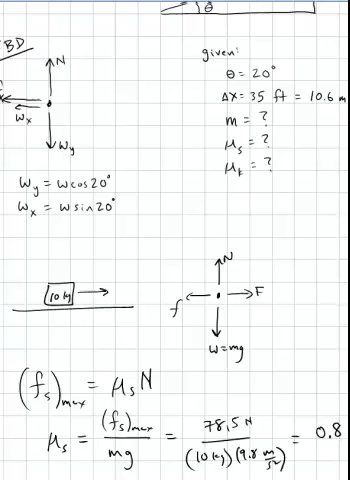 θ
BD
N
Wx
Wy
Wy = Wcos20°
Wx = Wsin20°
given:
θ = 20°
Δx = 35 ft = 10.6 m
m = ?
μs = ?
μk = ?
10 kg
N
f
F
W=mg
(fs)max = μs N
μs = (fs)max / mg = 78.5 N / (10 kg)(9.8 m/s²) = 0.8